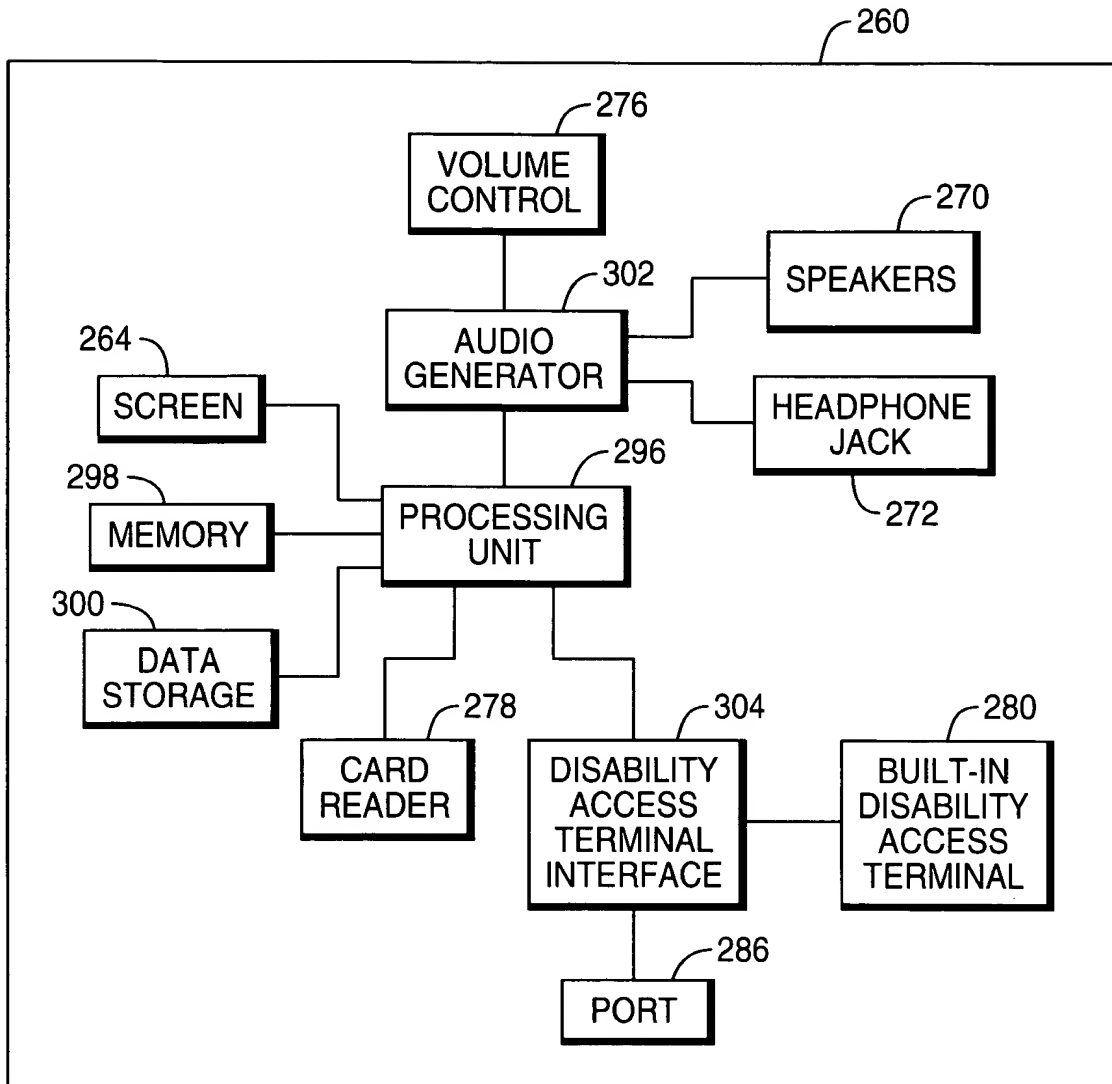 260
276
VOLUME
CONTROL
270
SPEAKERS
302
AUDIO
GENERATOR
264
SCREEN
HEADPHONE
JACK
272
298
MEMORY
296
PROCESSING
UNIT
300
DATA
STORAGE
278
CARD
READER
304
DISABILITY
ACCESS
TERMINAL
INTERFACE
280
BUILT-IN
DISABILITY
ACCESS
TERMINAL
286
PORT